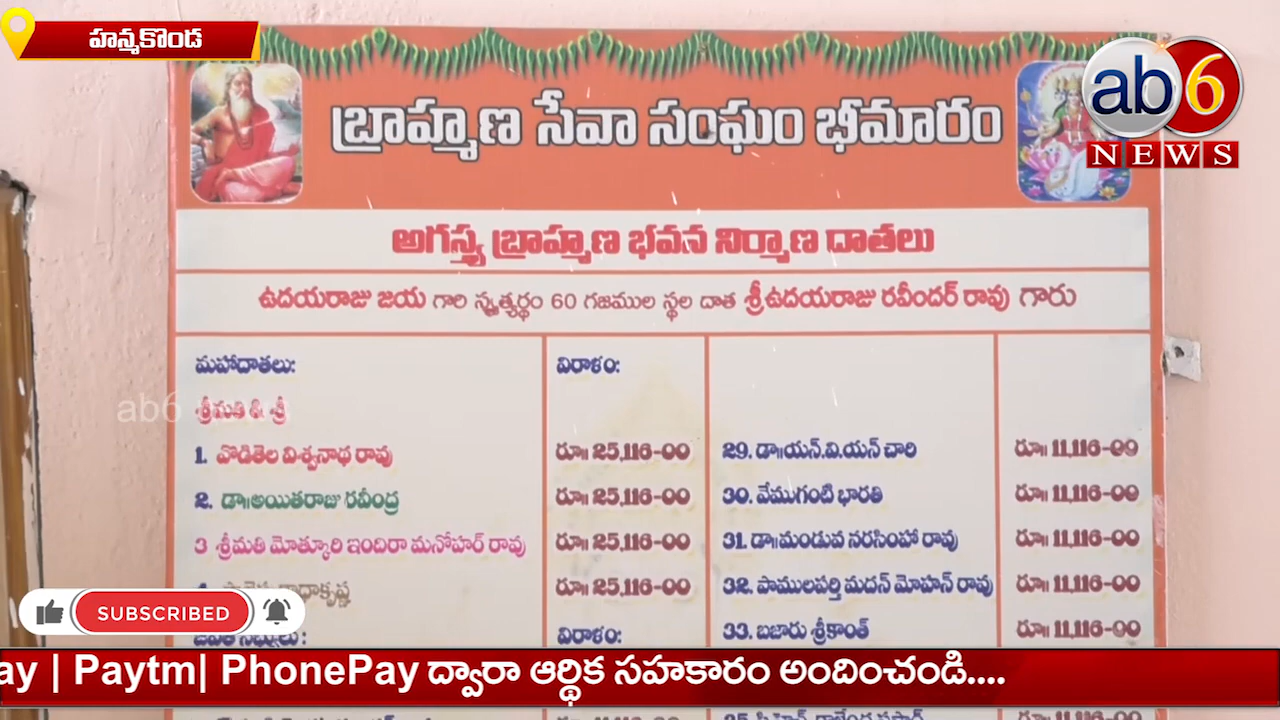 హన్మకొండ
ab6
NEWS
బ్రాహ్మణ సేవా సంఘం భీమారం
అగస్త్య బ్రాహ్మణ భవన నిర్మాణ దాతలు
ఉదయరాజు జయ గారి స్మృత్యర్థం 60 గజముల స్థల దాత శ్రీ ఉదయరాజు రవీందర్ రావు గారు
మహాదాతలు: విరాళం:
శ్రీమతి & శ్రీ
1. వొడితెల విశ్వనాథ రావు రూ॥ 25,116-00 29. డా॥యన్.వి.యన్ చారి రూ॥ 11,116-00
2. డా॥అయితరాజు రవీంద్ర రూ॥ 25,116-00 30. వేముగంటి భారతి రూ॥ 11,116-00
3 శ్రీమతి మోత్కూరి ఇందిరా మనోహర్ రావు రూ॥ 25,116-00 31. డా॥మండువ నరసింహా రావు రూ॥ 11,116-00
రూ॥ 25,116-00 32. పాములపర్తి మదన్ మోహన్ రావు రూ॥ 11,116-00
విరాళం: 33. బజారు శ్రీకాంత్ రూ॥ 11,116-00
SUBSCRIBED
ay | Paytm| PhonePay ద్వారా ఆర్థిక సహకారం అందించండి....